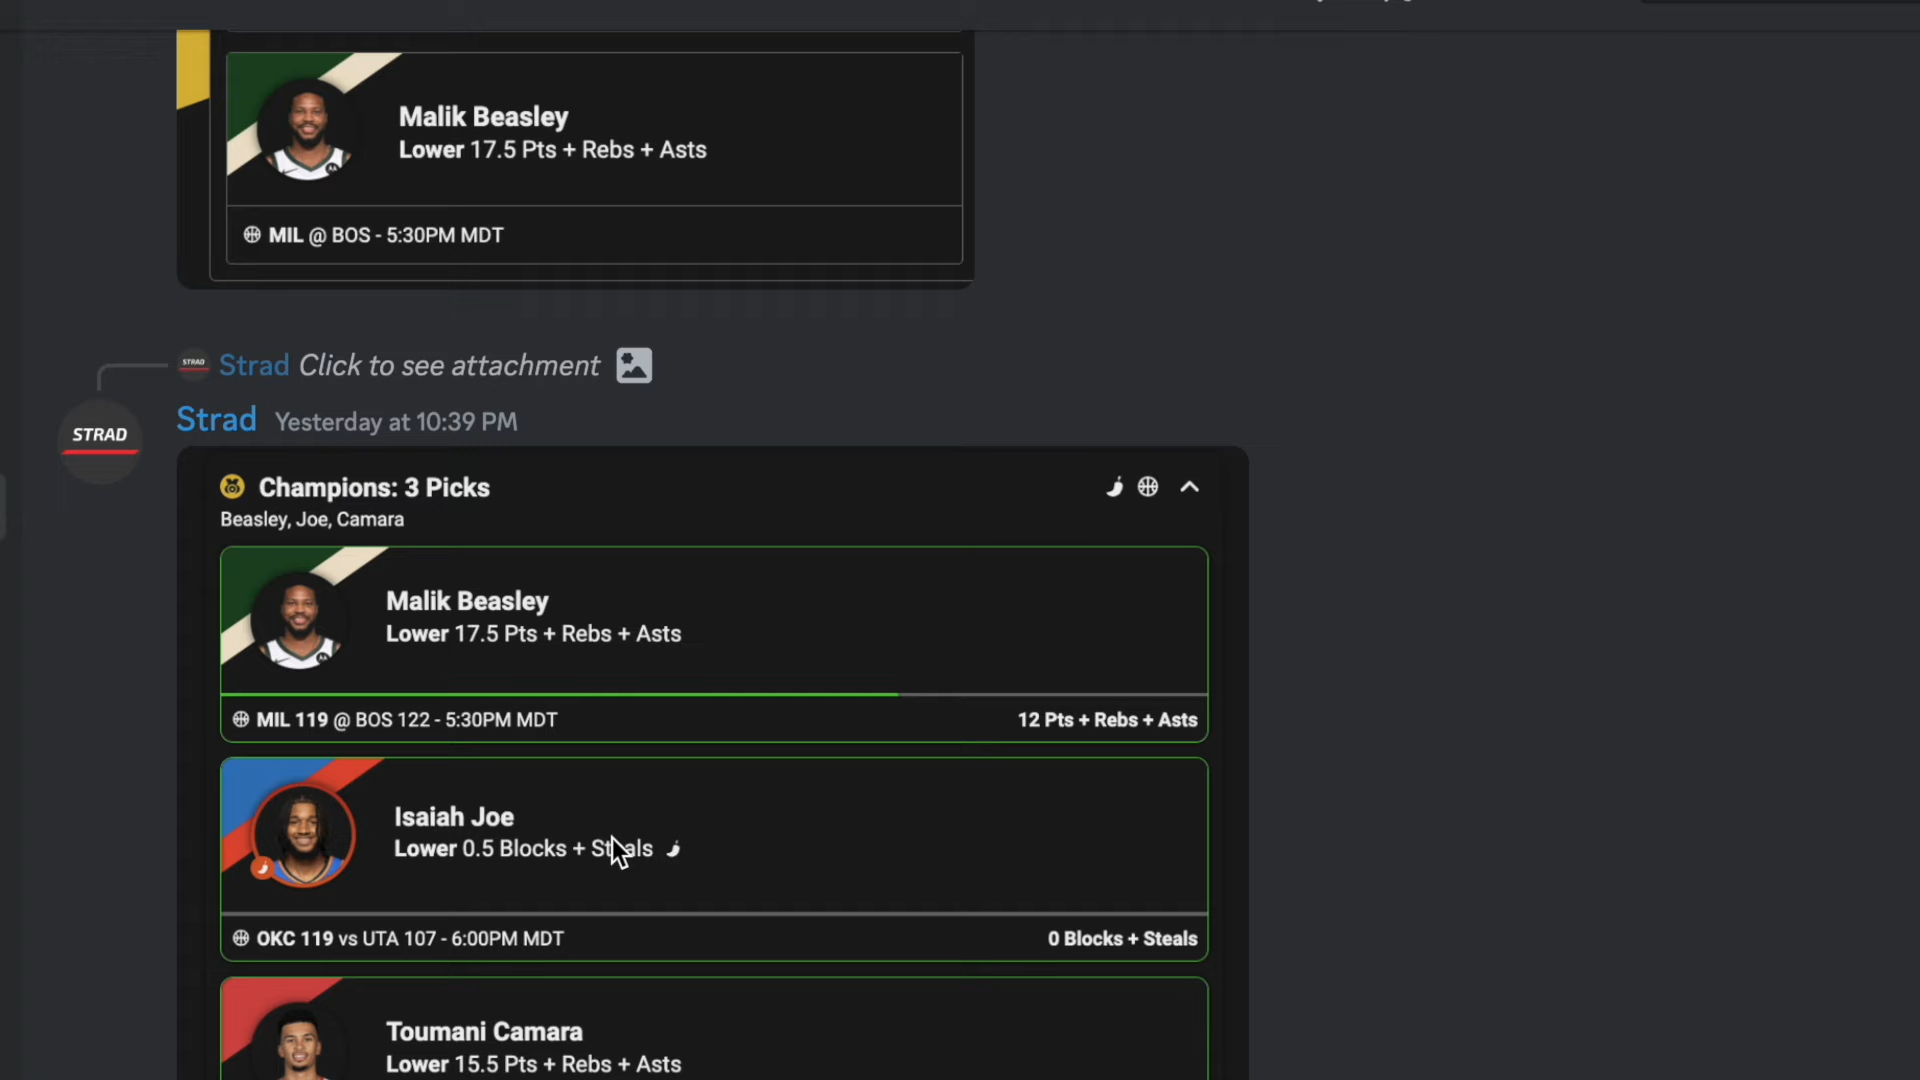 Malik Beasley
Lower 17.5 Pts + Rebs + Asts
MIL @ BOS - 5:30PM MDT
STRAD Strad Click to see attachment
STRAD
Strad Yesterday at 10:39 PM
Champions: 3 Picks
Beasley, Joe, Camara
Malik Beasley
Lower 17.5 Pts + Rebs + Asts
MIL 119 @ BOS 122 - 5:30PM MDT
12 Pts + Rebs + Asts
Isaiah Joe
Lower 0.5 Blocks + Steals
OKC 119 vs UTA 107 - 6:00PM MDT
0 Blocks + Steals
Toumani Camara
Lower 15.5 Pts + Rebs + Asts